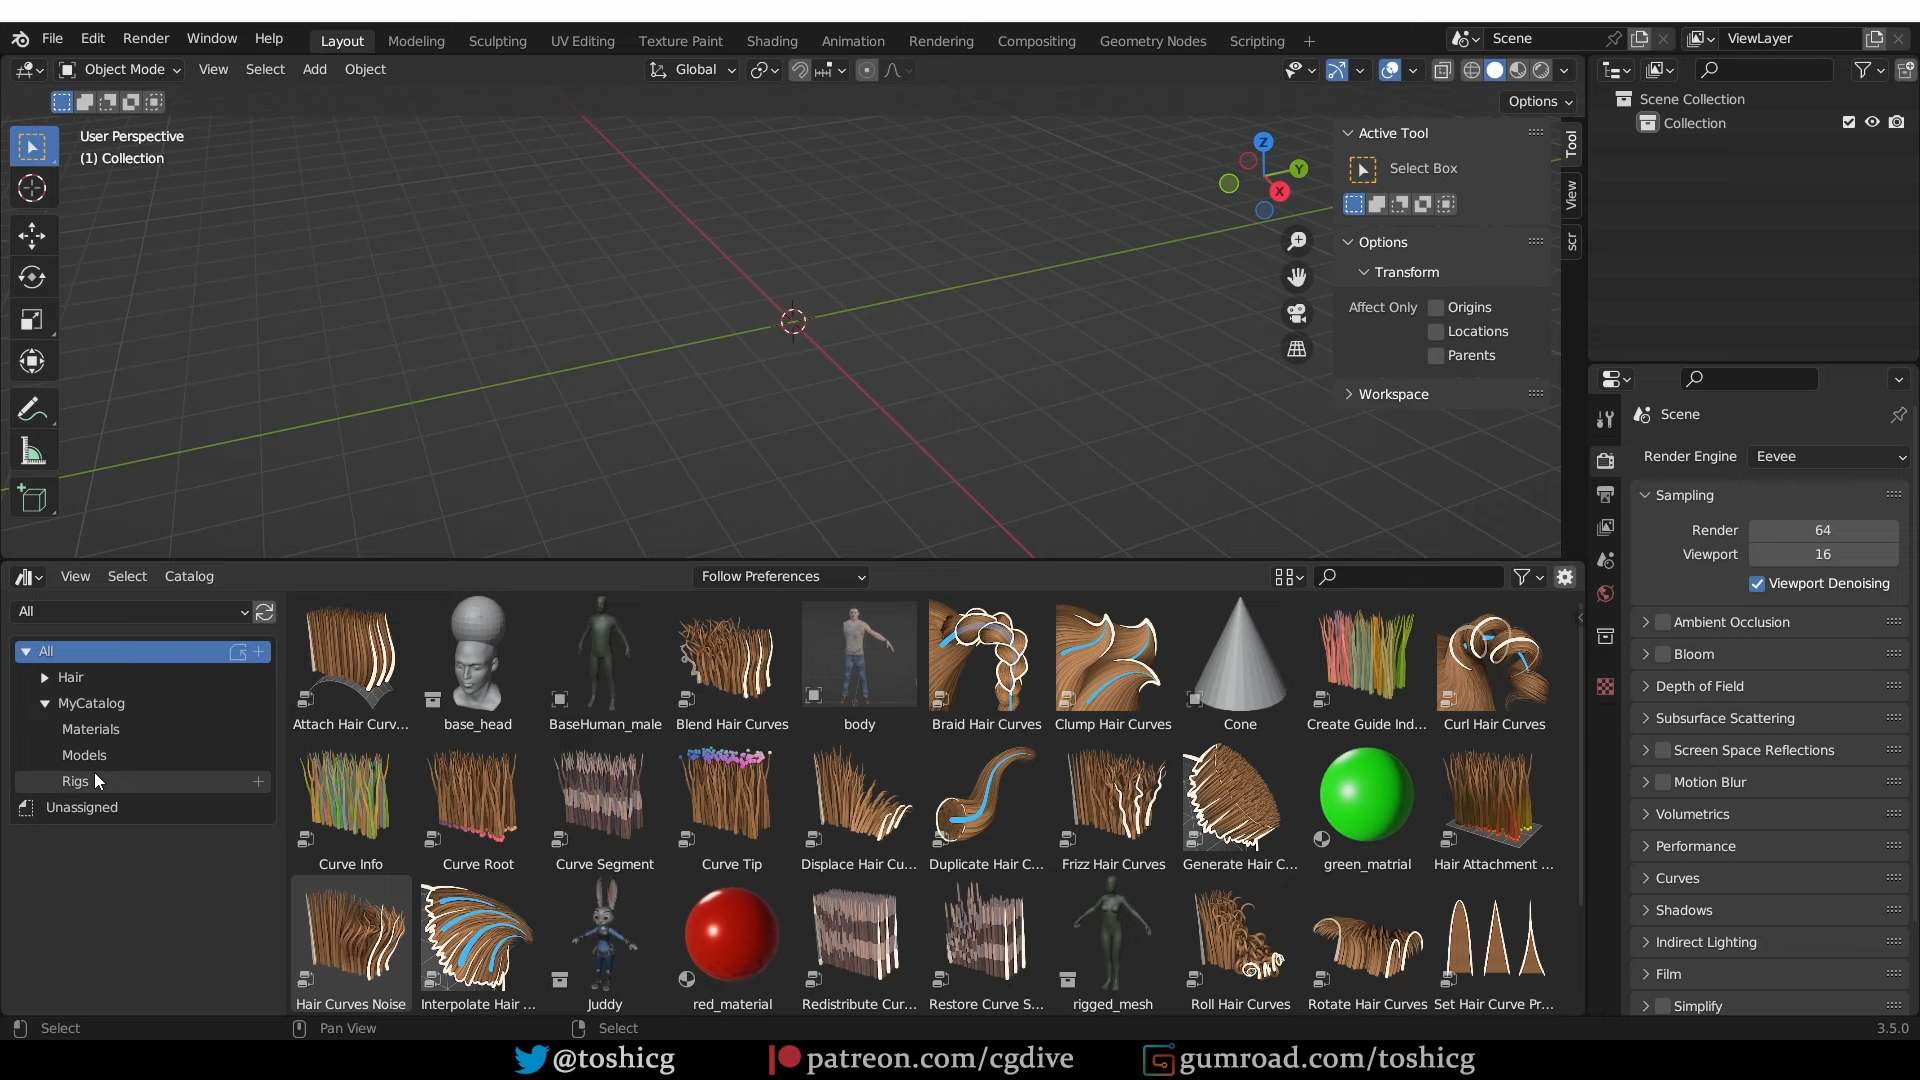 File Edit Render Window Help Layout Modeling Sculpting UV Editing Texture Paint Shading Animation Rendering Compositing Geometry Nodes Scripting + Scene ViewLayer
Object Mode View Select Add Object Global
Options
User Perspective
(1) Collection
Z
Y
X
Active Tool
Select Box
Options
Transform
Affect Only Origins
Locations
Parents
Workspace
Tool
View
scr
Scene Collection
Collection
Scene
Render Engine Eevee
Sampling
Render 64
Viewport 16
Viewport Denoising
Ambient Occlusion
Bloom
Depth of Field
Subsurface Scattering
Screen Space Reflections
Motion Blur
Volumetrics
Performance
Curves
Shadows
Indirect Lighting
Film
Simplify
View Select Catalog Follow Preferences
All
All
Hair
MyCatalog
Materials
Models
Rigs
Unassigned
Attach Hair Curv... base_head BaseHuman_male Blend Hair Curves body Braid Hair Curves Clump Hair Curves Cone Create Guide Ind... Curl Hair Curves
Curve Info Curve Root Curve Segment Curve Tip Displace Hair Cu... Duplicate Hair C... Frizz Hair Curves Generate Hair C... green_matrial Hair Attachment ...
Hair Curves Noise Interpolate Hair ... Juddy red_material Redistribute Cur... Restore Curve S... rigged_mesh Roll Hair Curves Rotate Hair Curves Set Hair Curve Pr...
Select Pan View Select 3.5.0
@toshicg patreon.com/cgdive gumroad.com/toshicg